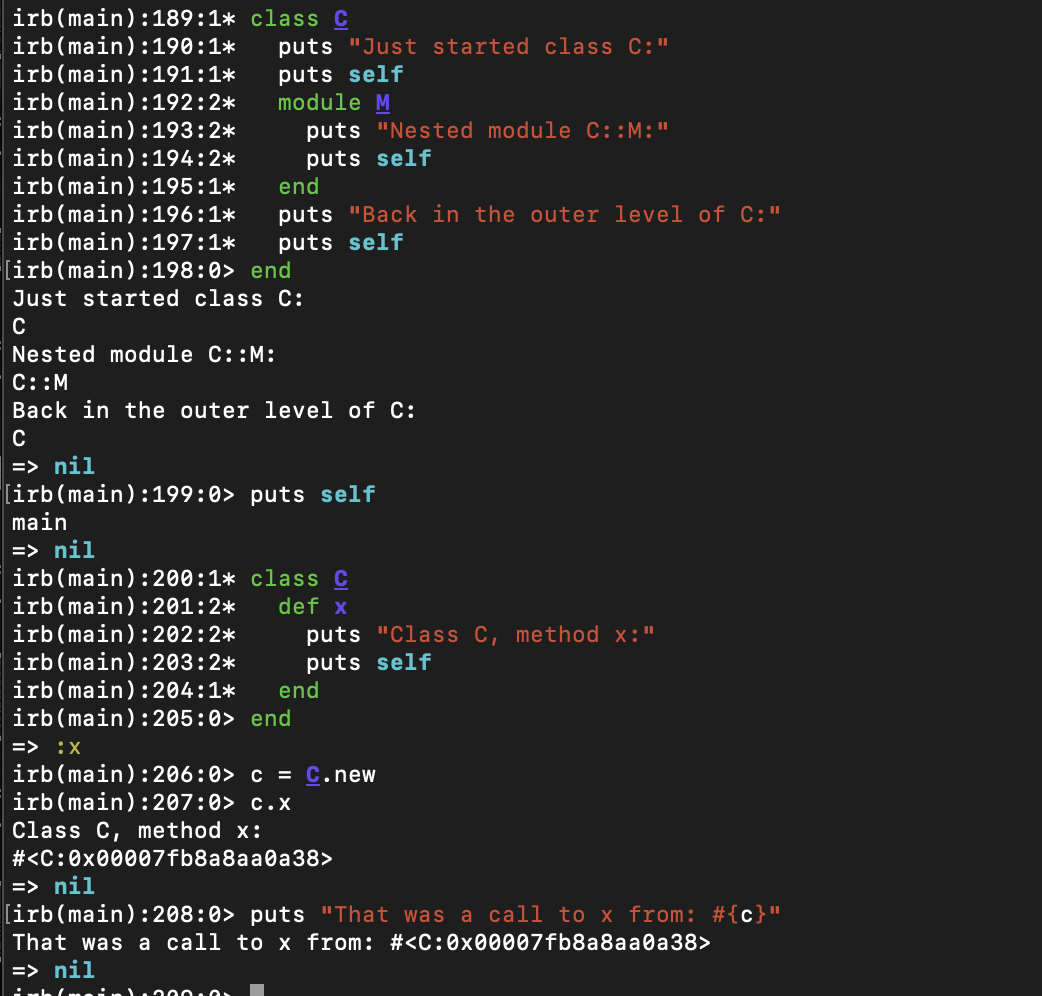 irb(main):189:1* class C
irb(main):190:1*   puts "Just started class C:"
irb(main):191:1*   puts self
irb(main):192:2*   module M
irb(main):193:2*     puts "Nested module C::M:"
irb(main):194:2*     puts self
irb(main):195:1*   end
irb(main):196:1*   puts "Back in the outer level of C:"
irb(main):197:1*   puts self
[irb(main):198:0> end
Just started class C:
C
Nested module C::M:
C::M
Back in the outer level of C:
C
=> nil
[irb(main):199:0> puts self
main
=> nil
irb(main):200:1* class C
irb(main):201:2*   def x
irb(main):202:2*     puts "Class C, method x:"
irb(main):203:2*     puts self
irb(main):204:1*   end
irb(main):205:0> end
=> :x
irb(main):206:0> c = C.new
irb(main):207:0> c.x
Class C, method x:
#<C:0x00007fb8a8aa0a38>
=> nil
[irb(main):208:0> puts "That was a call to x from: #{c}"
That was a call to x from: #<C:0x00007fb8a8aa0a38>
=> nil
irb(main):209:0>